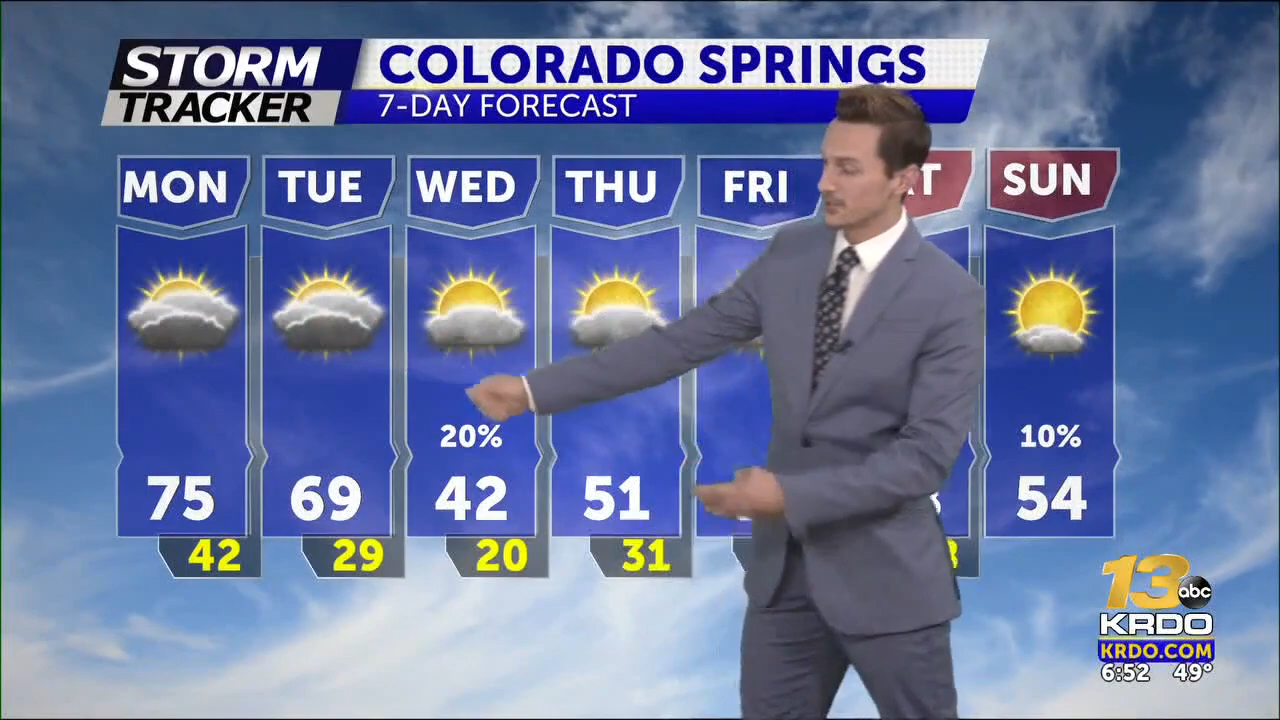 STORM
TRACKER
COLORADO SPRINGS
7-DAY FORECAST
MON TUE WED THU FRI SUN
20% 10%
75 69 42 51 54
42 29 20 31
13 abc
KRDO
KRDO.COM
6:52 49°